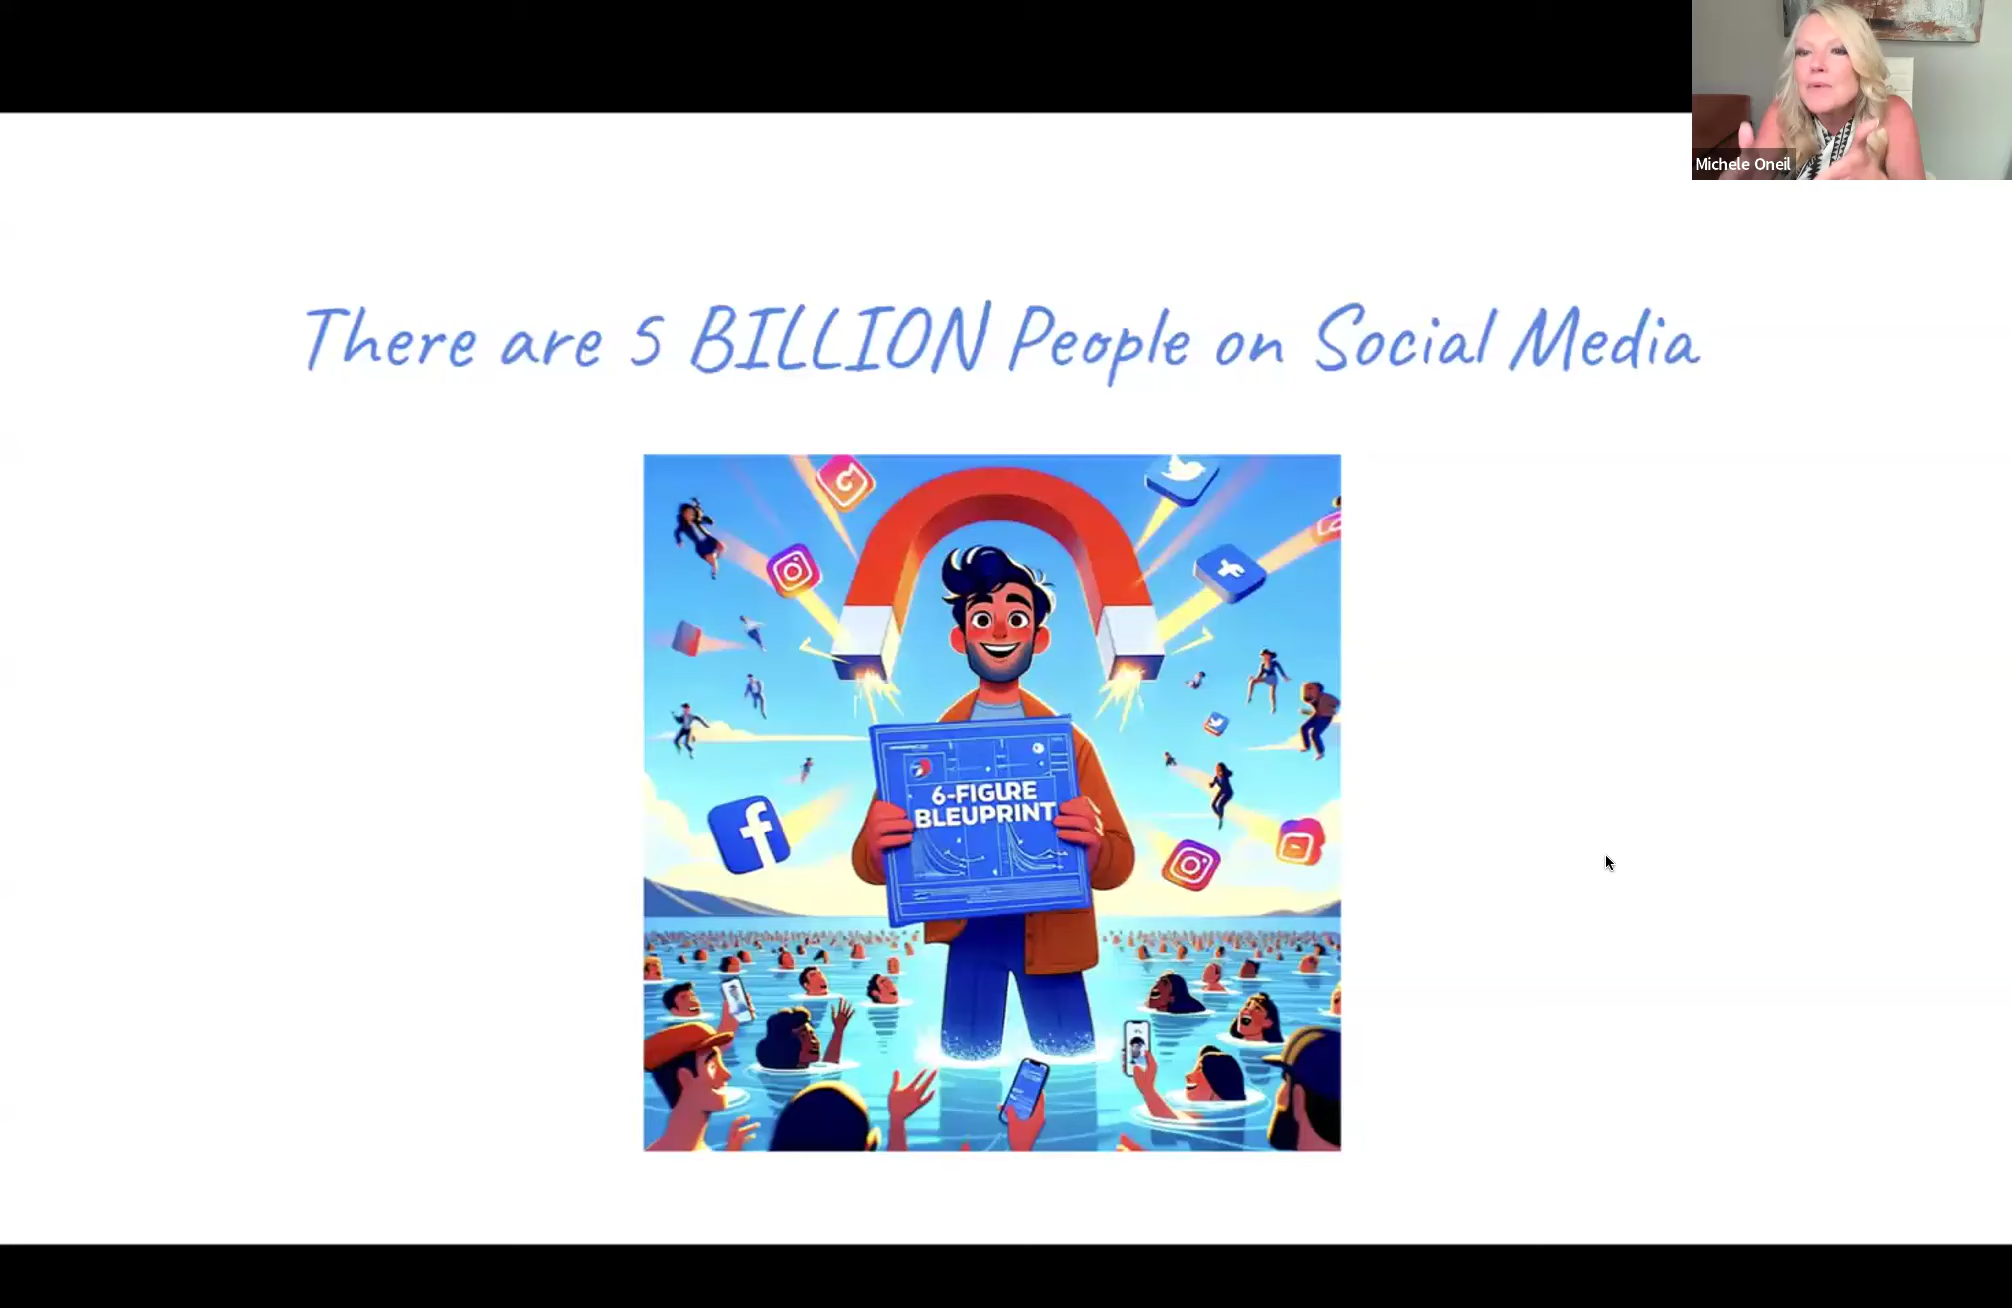 Michele Oneil
There are 5 BILLION People on Social Media
6-FIGURE
BLEUPRINT